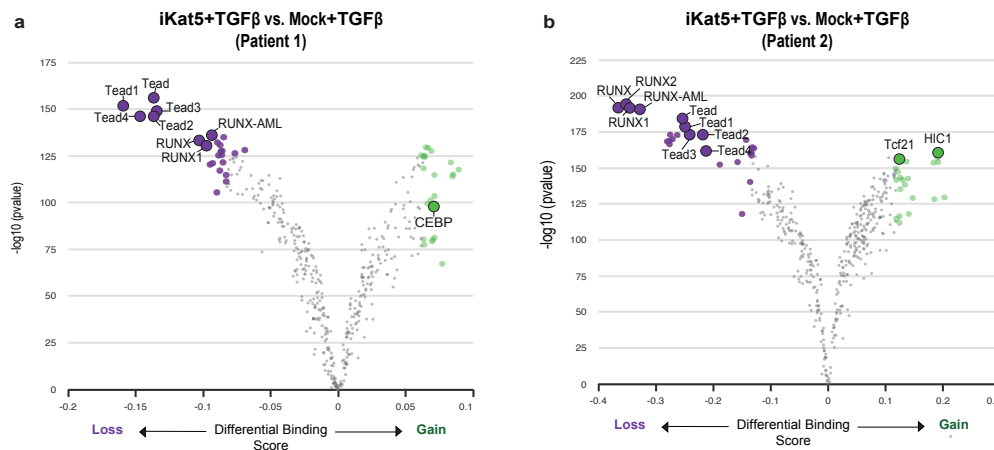 a
iKat5+TGFβ vs. Mock+TGFβ
(Patient 1)
-log10 (pvalue)
175
150
125
100
75
50
25
0
-0.2
-0.1
0
0.05
0.1
Tead
Tead1
Tead3
Tead4
Tead2
RUNX-AML
RUNX
RUNX1
CEBP
Loss
Differential Binding
Score
Gain
b
iKat5+TGFβ vs. Mock+TGFβ
(Patient 2)
-log10 (pvalue)
225
200
175
150
125
100
75
50
25
0
-0.4
-0.3
-0.2
-0.1
0
0.1
0.2
0.3
RUNX2
RUNX
RUNX-AML
RUNX1
Tead
Tead1
Tead2
Tead3
Tead4
Tcf21
HIC1
Loss
Differential Binding
Score
Gain